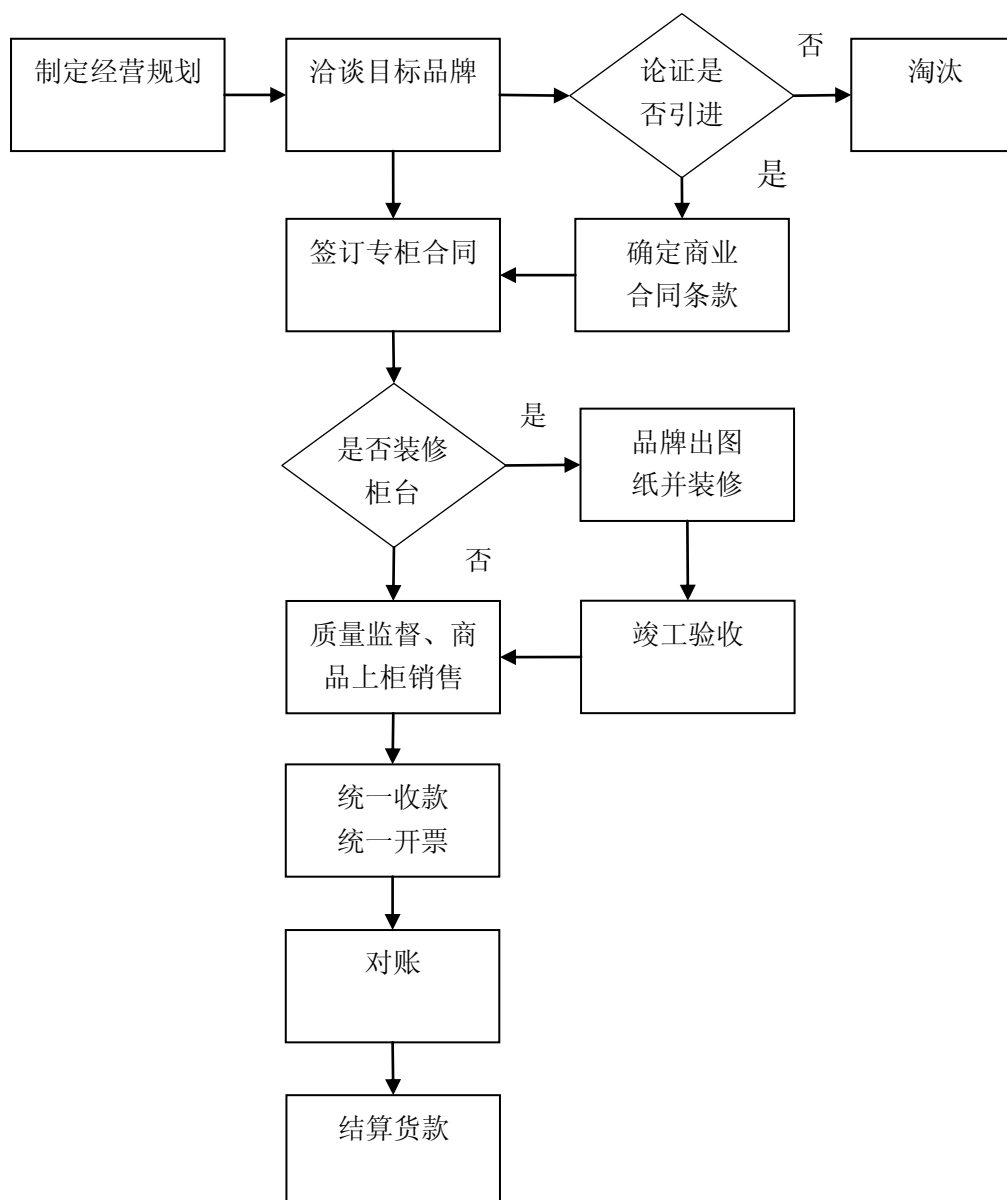 制定经营规划
洽谈目标品牌
论证是
否引进
否
淘汰
是
签订专柜合同
确定商业
合同条款
是否装修
柜台
是
品牌出图
纸并装修
否
质量监督、商
品上柜销售
竣工验收
统一收款
统一开票
对账
结算货款